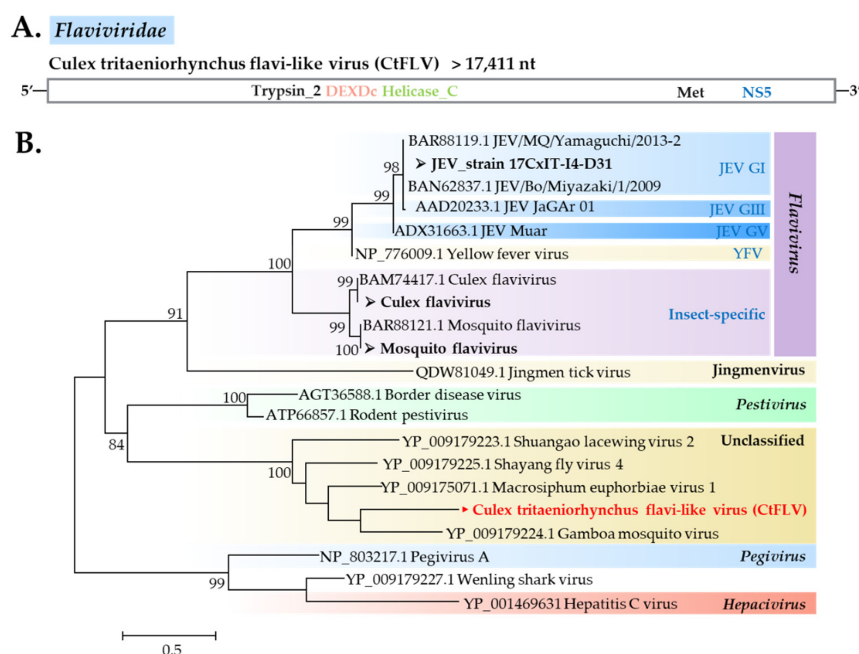 A. Flaviviridae
Culex tritaeniorhynchus flavi-like virus (CtFLV) > 17,411 nt
5′ Trypsin_2 DEXDc Helicase_C Met NS5 3′
B.
BAR88119.1 JEV/MQ/Yamaguchi/2013-2
98 ➢ JEV_strain 17CxIT-I4-D31 JEV GI
BAN62837.1 JEV/Bo/Miyazaki/1/2009
99
AAD20233.1 JEV JaGAr 01 JEV GIII
99 ADX31663.1 JEV Muar JEV GV
NP_776009.1 Yellow fever virus YFV
Flavivirus
100
99 BAM74417.1 Culex flavivirus
➢ Culex flavivirus
Insect-specific
99 BAR88121.1 Mosquito flavivirus
100 ➢ Mosquito flavivirus
91
QDW81049.1 Jingmen tick virus Jingmenvirus
100 AGT36588.1 Border disease virus
Pestivirus
ATP66857.1 Rodent pestivirus
84
YP_009179223.1 Shuangao lacewing virus 2 Unclassified
100 YP_009179225.1 Shayang fly virus 4
YP_009175071.1 Macrosiphum euphorbiae virus 1
‣ Culex tritaeniorhynchus flavi-like virus (CtFLV)
YP_009179224.1 Gamboa mosquito virus
NP_803217.1 Pegivirus A Pegivirus
99 YP_009179227.1 Wenling shark virus
YP_001469631 Hepatitis C virus Hepacivirus
0.5